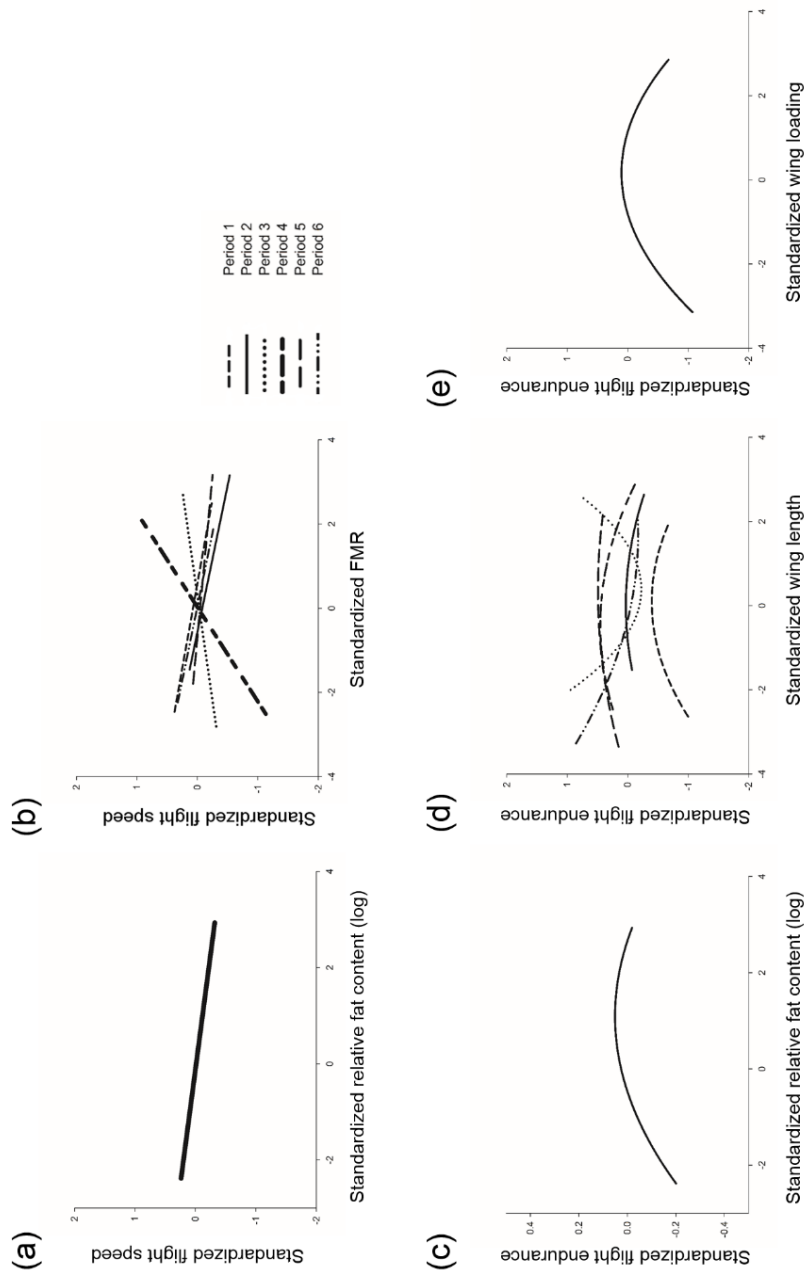 (a)
2
1
0
-1
-2
-2
0
2
4
Standardized flight speed
Standardized relative fat content (log)
(b)
2
1
0
-1
-2
-4
-2
0
2
4
Standardized flight speed
Standardized FMR
Period 1
Period 2
Period 3
Period 4
Period 5
Period 6
(c)
0.4
0.2
0.0
-0.2
-0.4
-2
0
2
4
Standardized flight endurance
Standardized relative fat content (log)
(d)
2
1
0
-1
-2
-4
-2
0
2
4
Standardized flight endurance
Standardized wing length
(e)
2
1
0
-1
-2
-4
-2
0
2
4
Standardized flight endurance
Standardized wing loading